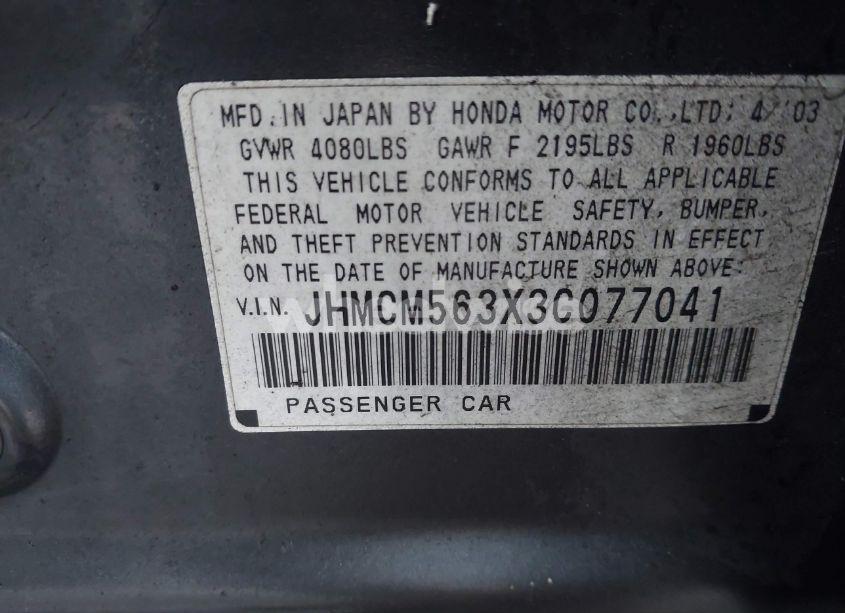 MFD. IN JAPAN BY HONDA MOTOR CO., LTD; 4/'03
GVWR 4080LBS GAWR F 2195LBS R 1960LBS
THIS VEHICLE CONFORMS TO ALL APPLICABLE
FEDERAL MOTOR VEHICLE SAFETY, BUMPER,
AND THEFT PREVENTION STANDARDS IN EFFECT
ON THE DATE OF MANUFACTURE SHOWN ABOVE:
V.I.N. JHMCM563X3C077041
PASSENGER CAR